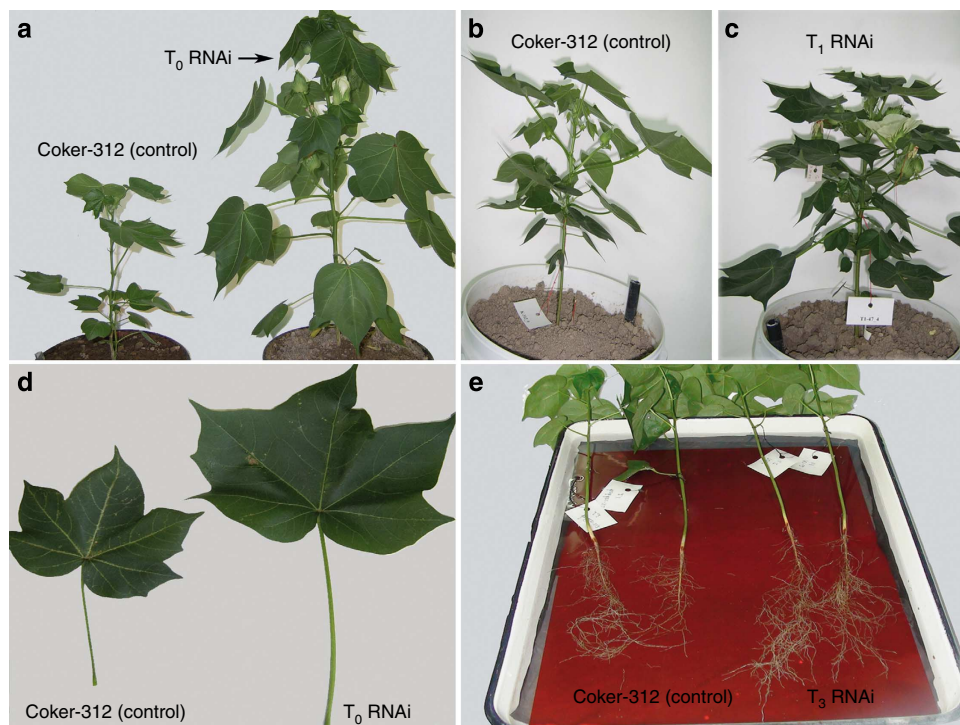 a
T0 RNAi
Coker-312 (control)
b
Coker-312 (control)
c
T1 RNAi
d
Coker-312 (control)
T0 RNAi
e
Coker-312 (control)
T3 RNAi